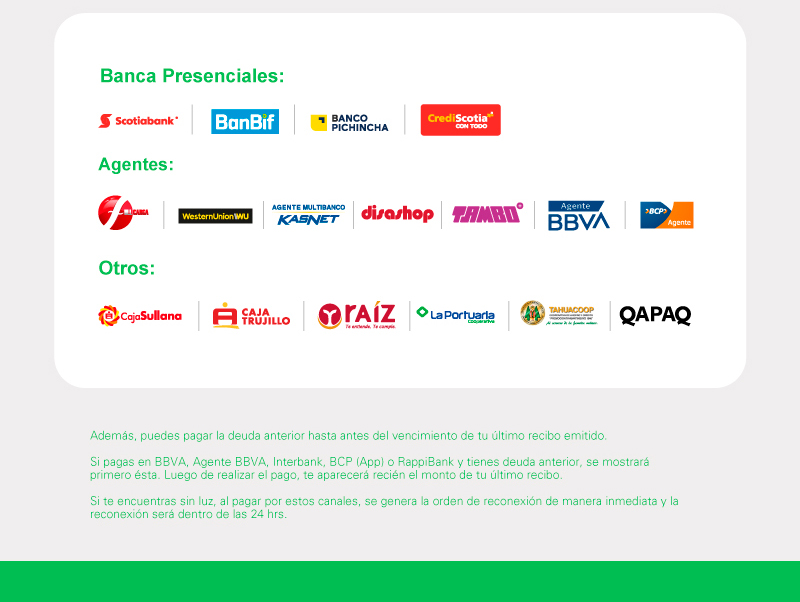 Banca Presenciales:
Scotiabank
BanBif
BANCO
PICHINCHA
CrediScotia
CON TODO
Agentes:
WesternUnion WU
AGENTE MULTIBANCO
KASNET
disashop
TAMBO+
Agente
BBVA
BCP
Agente
Otros:
CajaSullana
CAJA
TRUJILLO
raíz
Te entiende. Te cumple.
La Portuaria
cooperativa
TAHUACOOP
QAPAQ
Además, puedes pagar la deuda anterior hasta antes del vencimiento de tu último recibo emitido.
Si pagas en BBVA, Agente BBVA, Interbank, BCP (App) o RappiBank y tienes deuda anterior, se mostrará
primero ésta. Luego de realizar el pago, te aparecerá recién el monto de tu último recibo.
Si te encuentras sin luz, al pagar por estos canales, se genera la orden de reconexión de manera inmediata y la
reconexión será dentro de las 24 hrs.